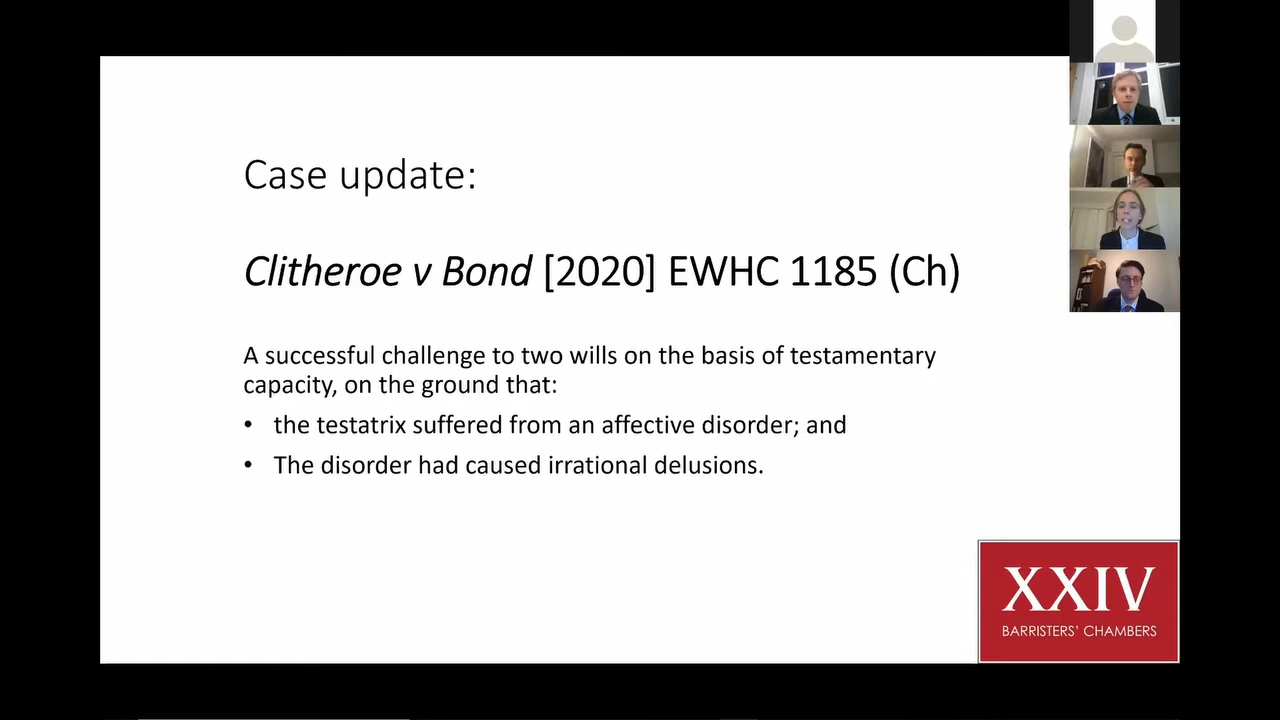 Case update:
Clitheroe v Bond [2020] EWHC 1185 (Ch)
A successful challenge to two wills on the basis of testamentary
capacity, on the ground that:
• the testatrix suffered from an affective disorder; and
• The disorder had caused irrational delusions.
XXIV
BARRISTERS' CHAMBERS